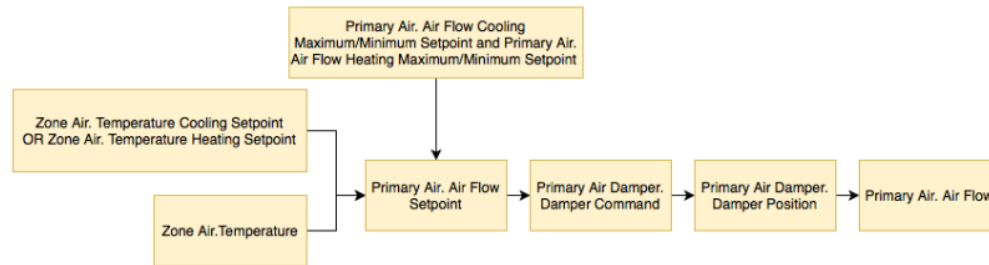 Primary Air. Air Flow Cooling
Maximum/Minimum Setpoint and Primary Air.
Air Flow Heating Maximum/Minimum Setpoint
Zone Air. Temperature Cooling Setpoint
OR Zone Air. Temperature Heating Setpoint
Zone Air.Temperature
Primary Air. Air Flow
Setpoint
Primary Air Damper.
Damper Command
Primary Air Damper.
Damper Position
Primary Air. Air Flow